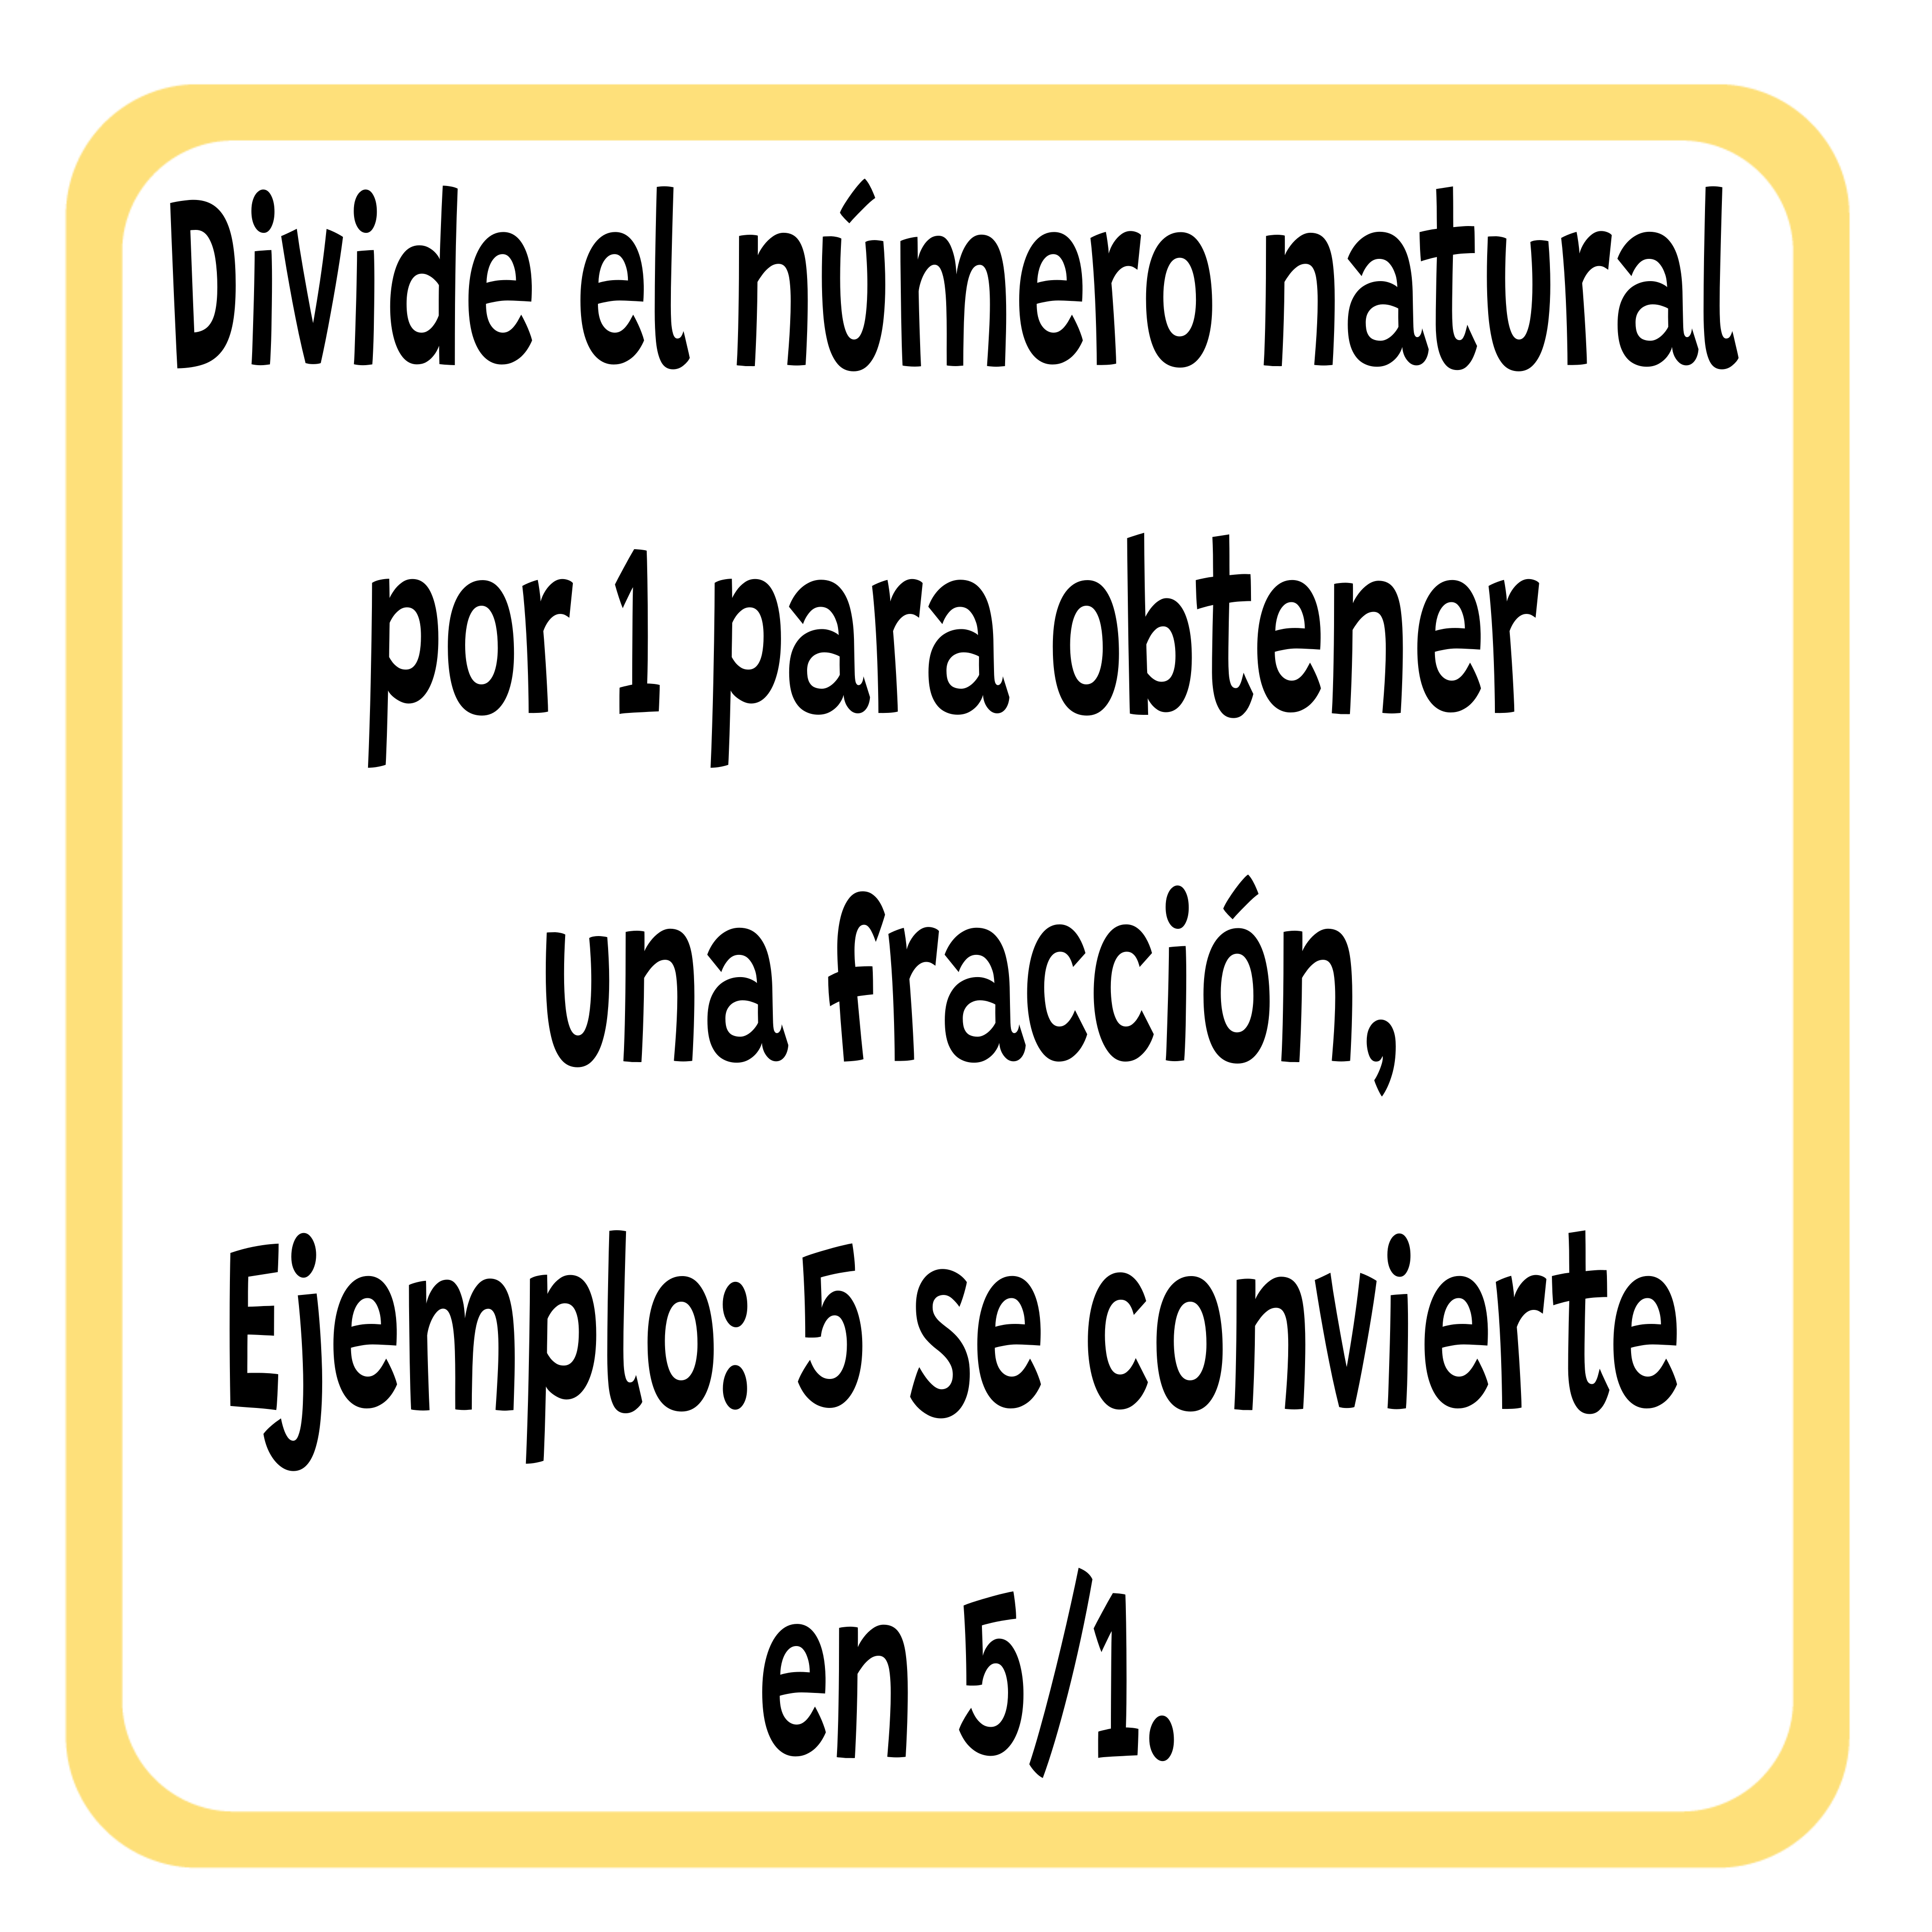 Divide el número natural
por 1 para obtener
una fracción,
Ejemplo: 5 se convierte
en 5/1.